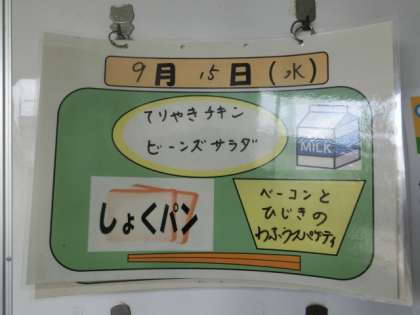 9月15日(水)
てりやきチキン
ビーンズサラダ
MILK
しょくパン
ベーコンと
ひじきの
わふうスパゲティ